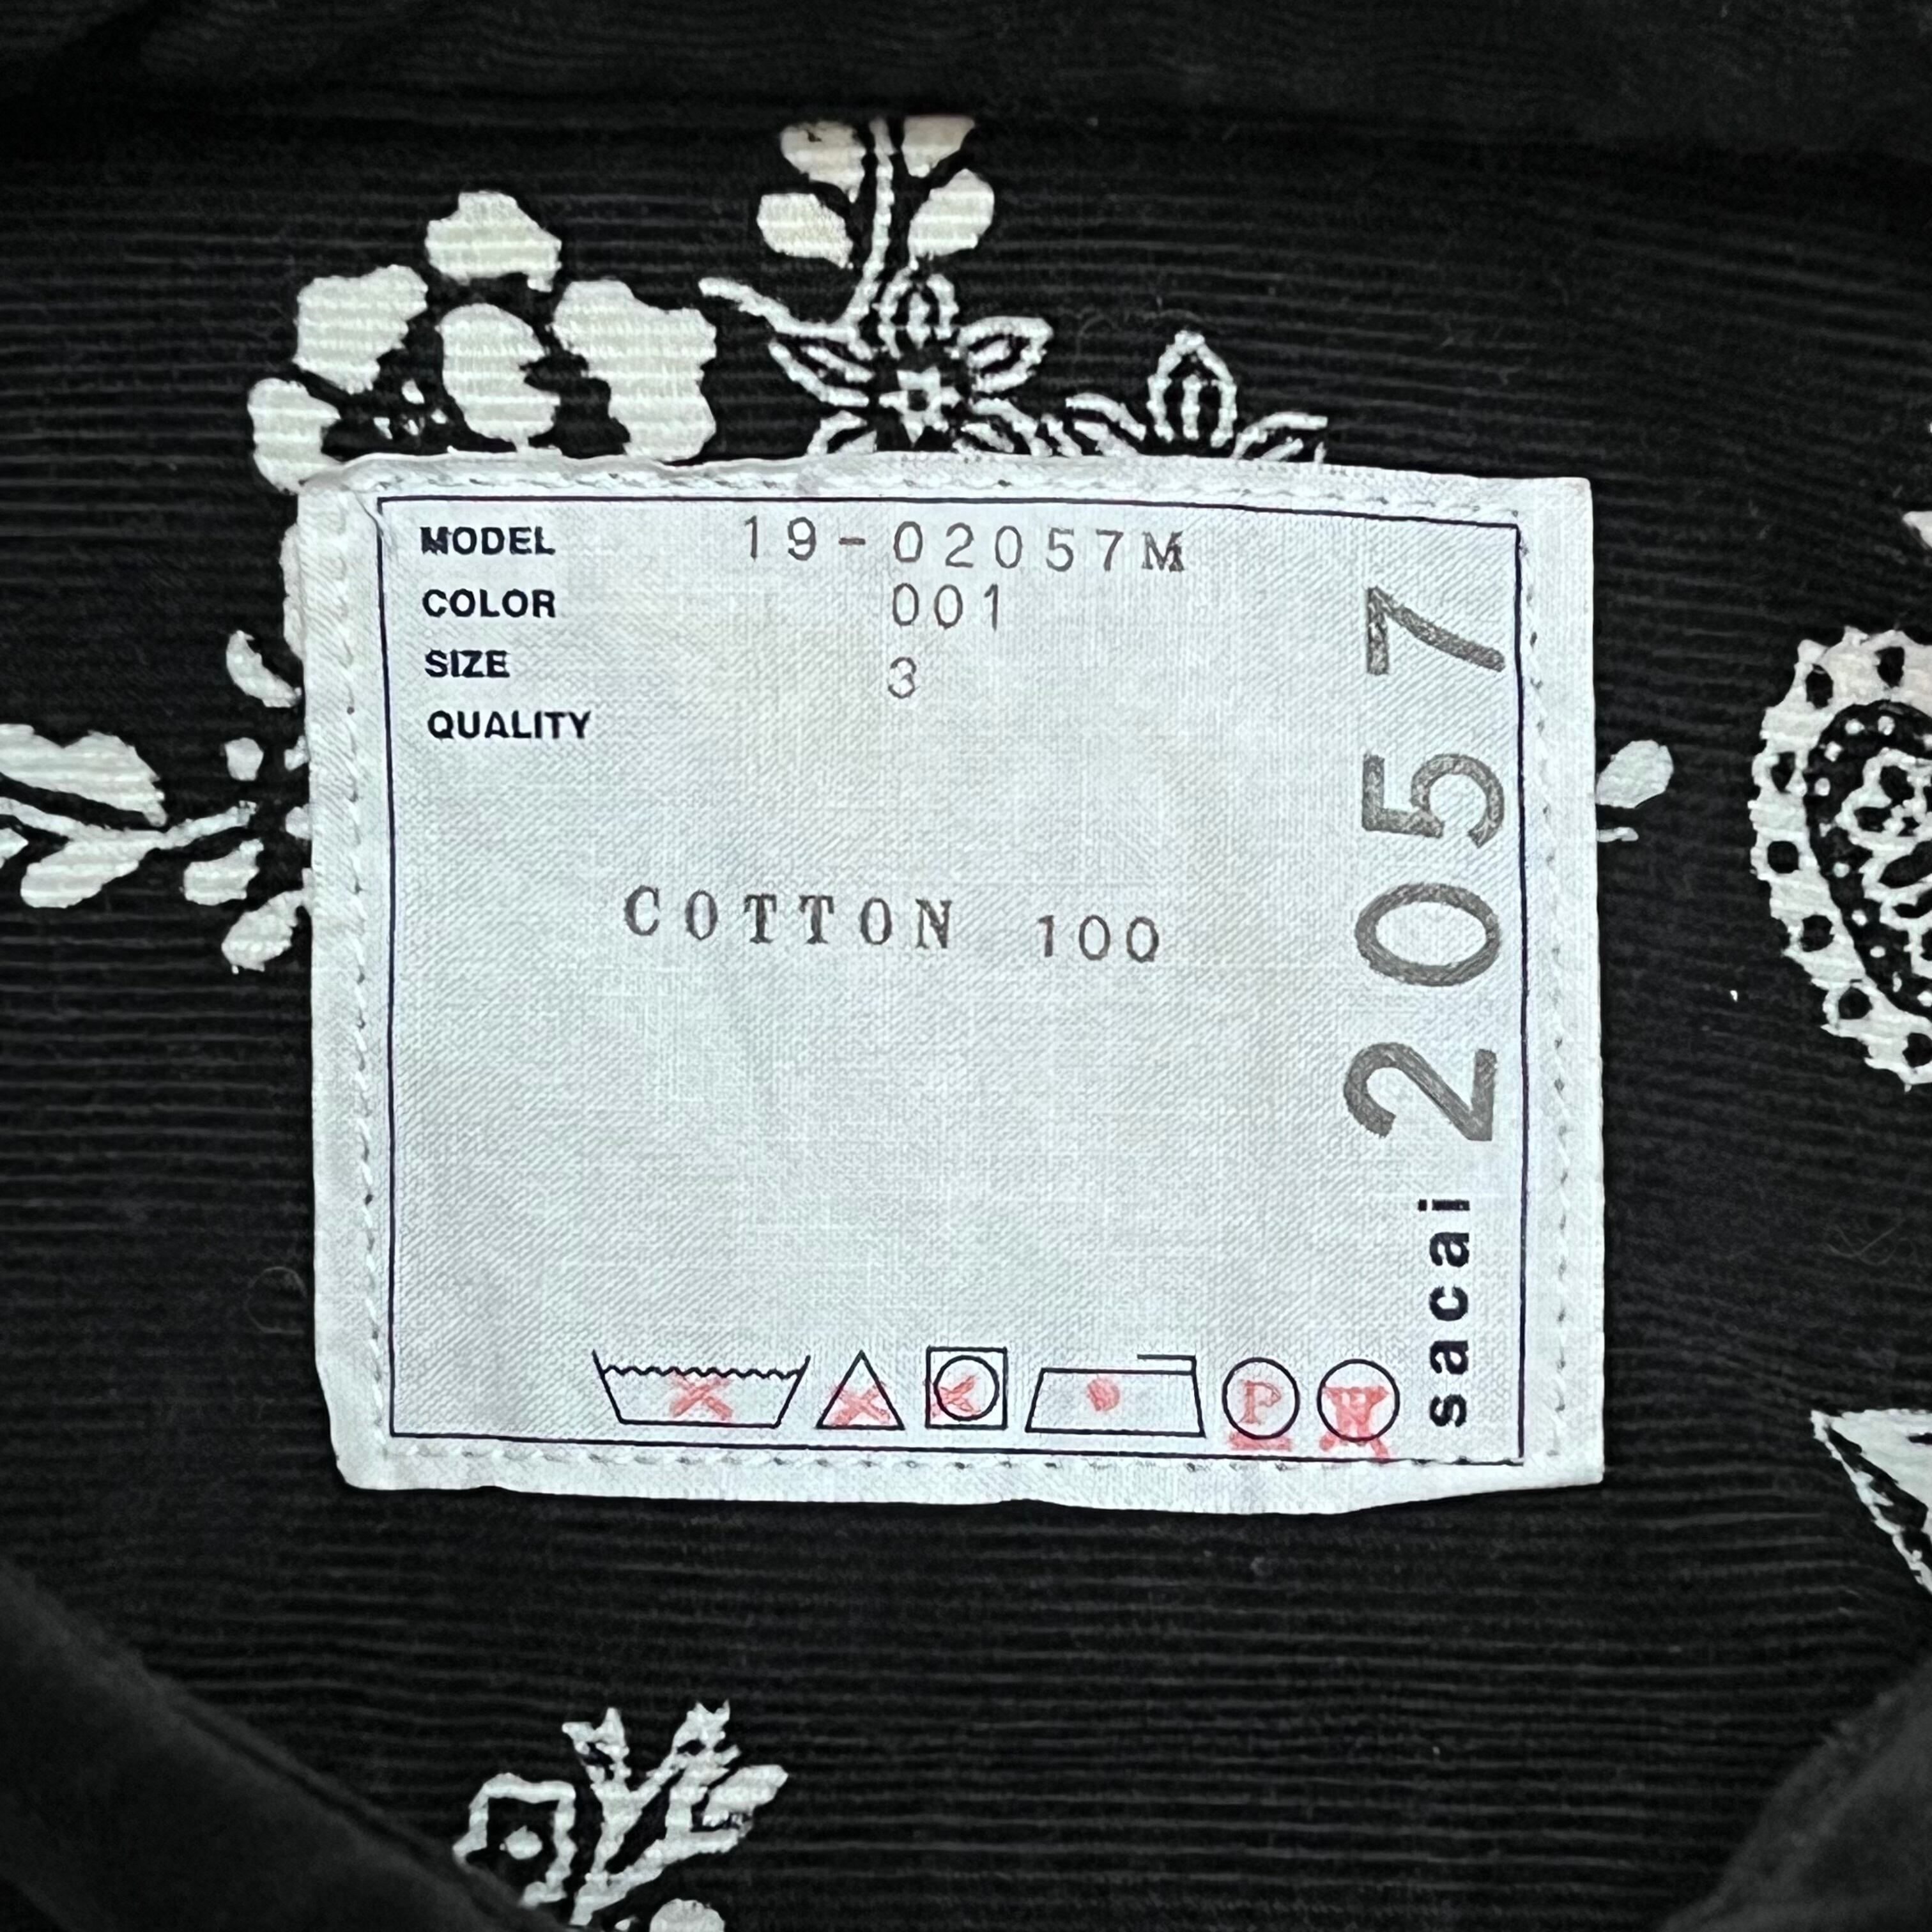 MODEL 19-02057M
COLOR 001
SIZE 3
QUALITY
COTTON 100
sacai 2057
P
W